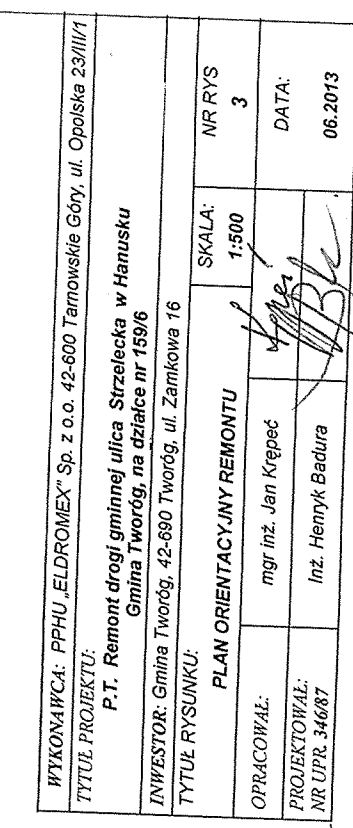 WYKONAWCA: PPHU „ELDROMEX” Sp. z o.o. 42-600 Tarnowskie Góry, ul. Opolska 23/III/1
TYTUŁ PROJEKTU:
P.T. Remont drogi gminnej ulica Strzelecka w Hanusku
Gmina Tworóg, na działce nr 159/6
INWESTOR: Gmina Tworóg, 42-690 Tworóg, ul. Zamkowa 16
TYTUŁ RYSUNKU:
PLAN ORIENTACYJNY REMONTU
SKALA:
1:500
NR RYS
3
OPRACOWAŁ:
mgr inż. Jan Krępeć
DATA:
PROJEKTOWAŁ:
NR UPR. 346/87
Inż. Henryk Badura
06.2013